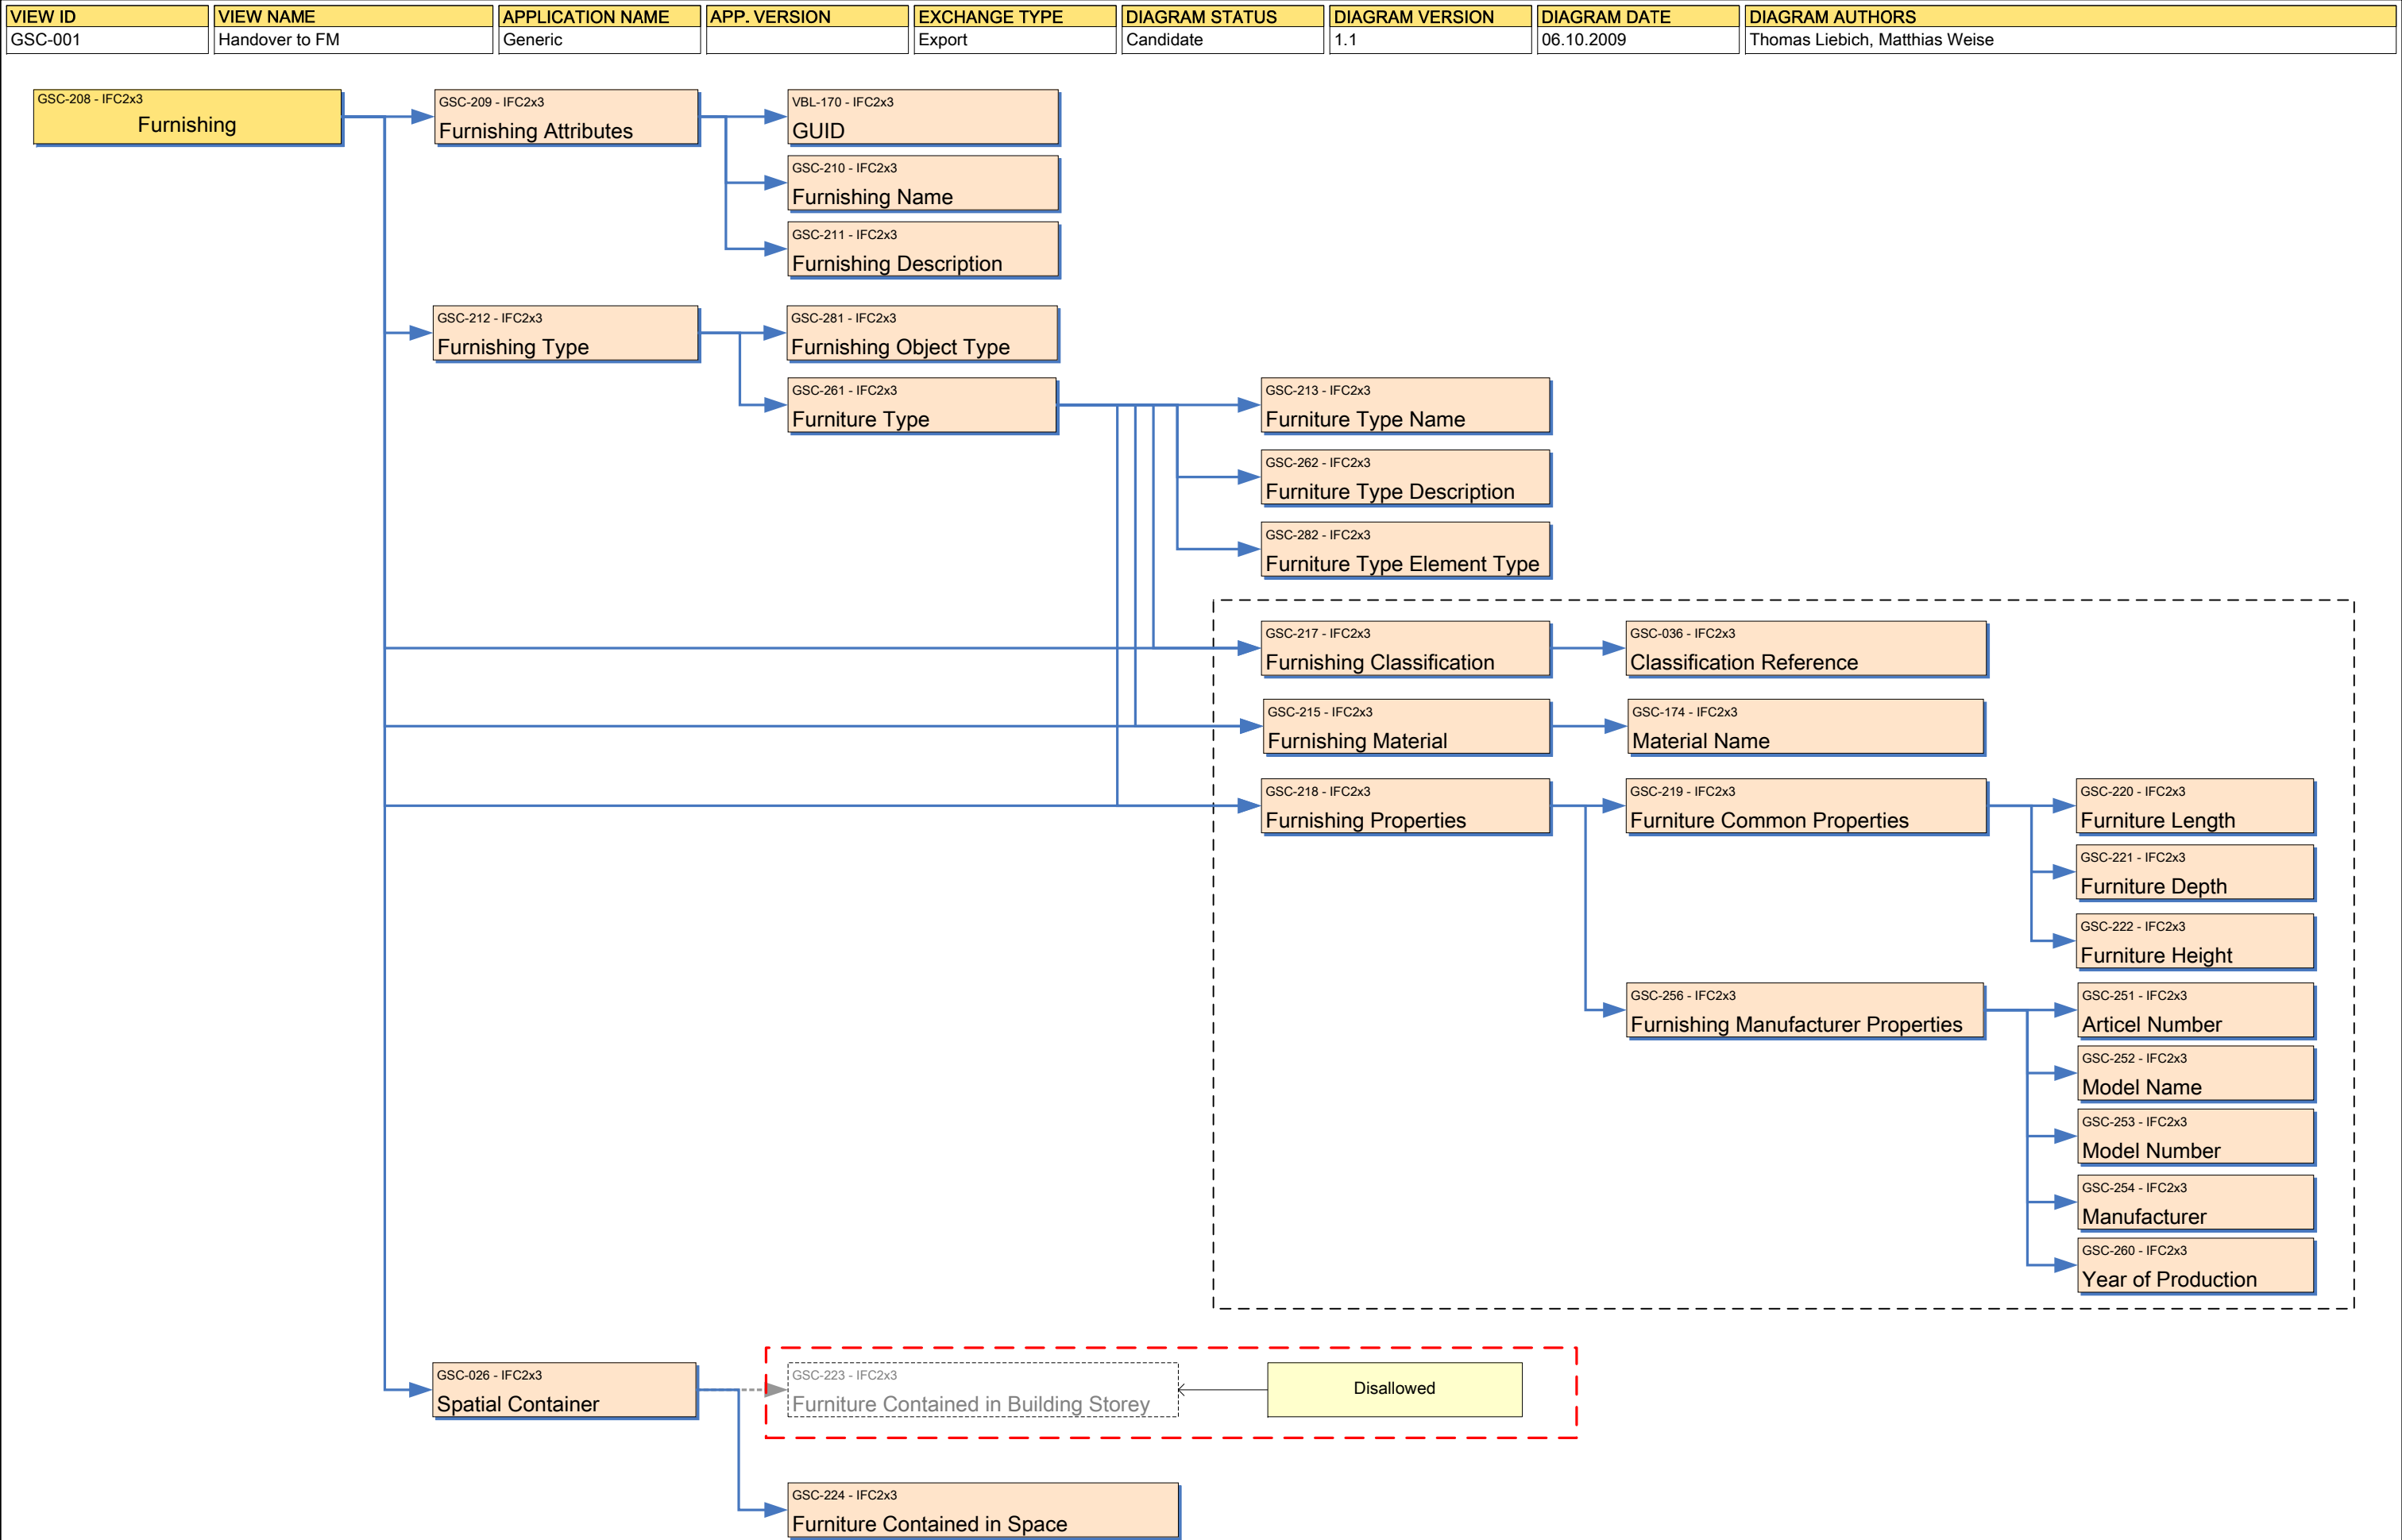 VIEW ID
GSC-001
VIEW NAME
Handover to FM
APPLICATION NAME
Generic
APP. VERSION
EXCHANGE TYPE
Export
DIAGRAM STATUS
Candidate
DIAGRAM VERSION
1.1
DIAGRAM DATE
06.10.2009
DIAGRAM AUTHORS
Thomas Liebich, Matthias Weise
GSC-208 - IFC2x3
Furnishing
GSC-209 - IFC2x3
Furnishing Attributes
VBL-170 - IFC2x3
GUID
GSC-210 - IFC2x3
Furnishing Name
GSC-211 - IFC2x3
Furnishing Description
GSC-212 - IFC2x3
Furnishing Type
GSC-281 - IFC2x3
Furnishing Object Type
GSC-261 - IFC2x3
Furniture Type
GSC-213 - IFC2x3
Furniture Type Name
GSC-262 - IFC2x3
Furniture Type Description
GSC-282 - IFC2x3
Furniture Type Element Type
GSC-217 - IFC2x3
Furnishing Classification
GSC-036 - IFC2x3
Classification Reference
GSC-215 - IFC2x3
Furnishing Material
GSC-174 - IFC2x3
Material Name
GSC-218 - IFC2x3
Furnishing Properties
GSC-219 - IFC2x3
Furniture Common Properties
GSC-220 - IFC2x3
Furniture Length
GSC-221 - IFC2x3
Furniture Depth
GSC-222 - IFC2x3
Furniture Height
GSC-256 - IFC2x3
Furnishing Manufacturer Properties
GSC-251 - IFC2x3
Articel Number
GSC-252 - IFC2x3
Model Name
GSC-253 - IFC2x3
Model Number
GSC-254 - IFC2x3
Manufacturer
GSC-260 - IFC2x3
Year of Production
GSC-026 - IFC2x3
Spatial Container
GSC-223 - IFC2x3
Furniture Contained in Building Storey
Disallowed
GSC-224 - IFC2x3
Furniture Contained in Space